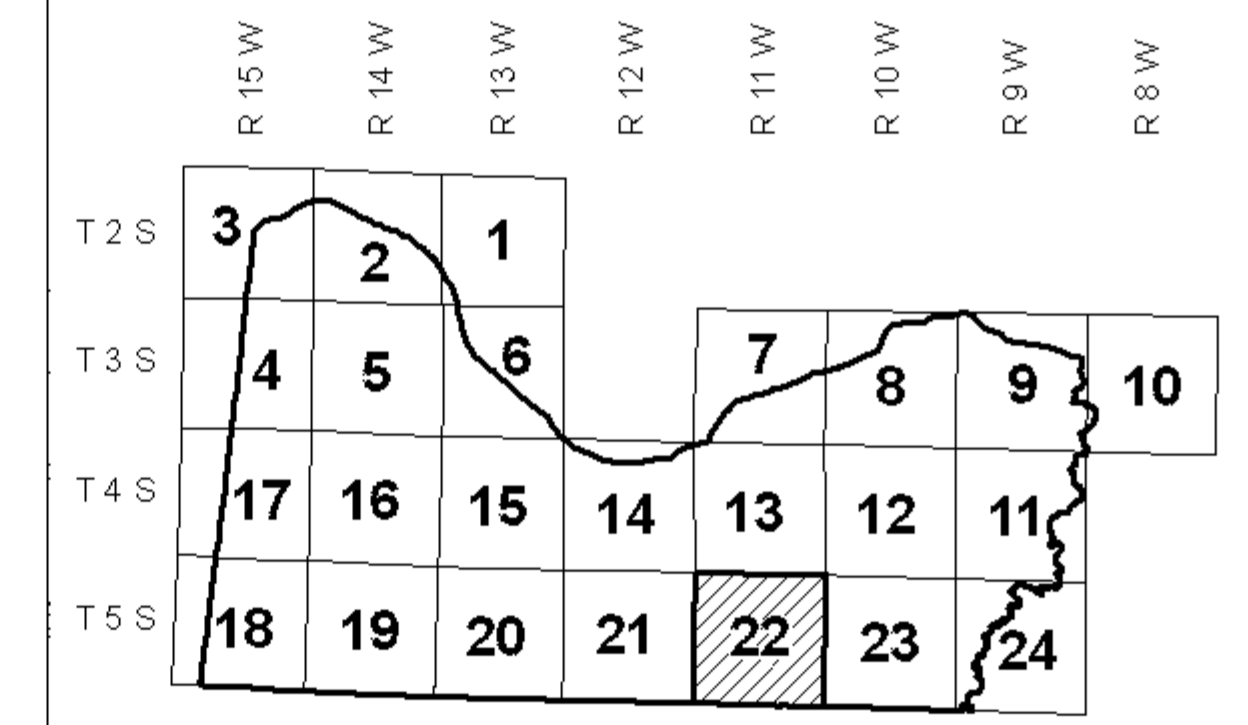 R 15 W R 14 W R 13 W R 12 W R 11 W R 10 W R 9 W R 8 W
T 2 S 3 2 1
T 3 S 4 5 6 7 8 9 10
T 4 S 17 16 15 14 13 12 11
T 5 S 18 19 20 21 22 23 24